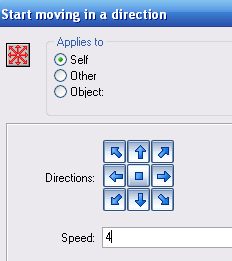 Start moving in a direction
Applies to
Self
Other
Object:
Directions:
Speed: 4